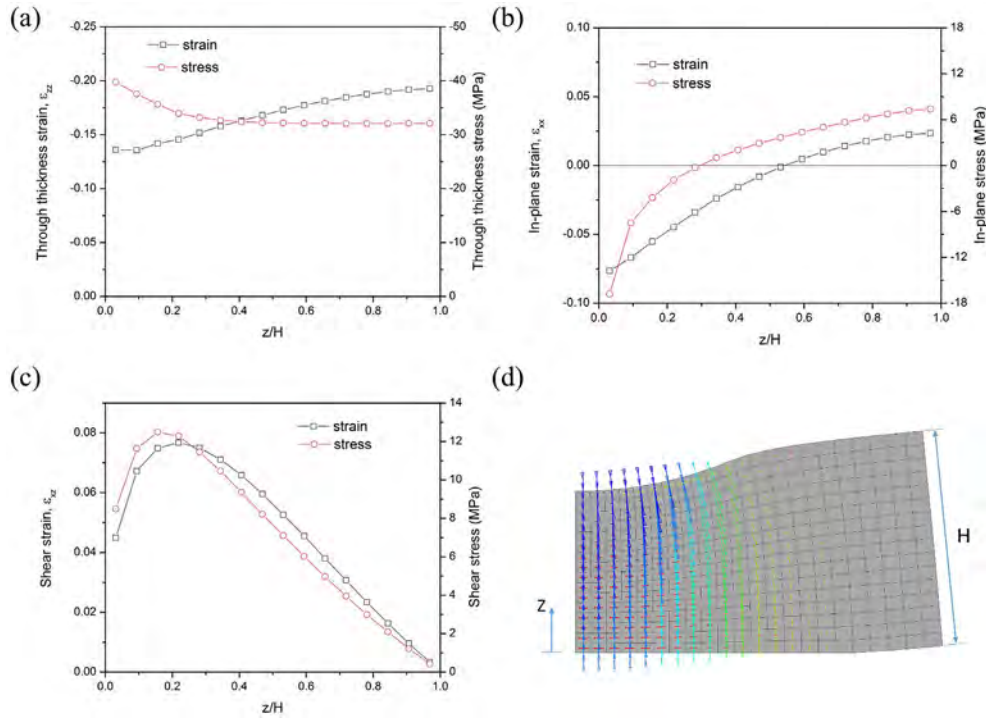 (a)
-0.25
-0.20
-0.15
-0.10
-0.05
0.00
Through thickness strain, εzz
strain
stress
-50
-40
-30
-20
-10
0
Through thickness stress (MPa)
0.0 0.2 0.4 0.6 0.8 1.0
z/H
(b)
0.10
0.05
0.00
-0.05
-0.10
In-plane strain, εxx
strain
stress
18
12
6
0
-6
-12
-18
In-plane stress (MPa)
0.0 0.2 0.4 0.6 0.8 1.0
z/H
(c)
0.08
0.06
0.04
0.02
0.00
Shear strain, εxz
strain
stress
14
12
10
8
6
4
2
0
Shear stress (MPa)
0.0 0.2 0.4 0.6 0.8 1.0
z/H
(d)
Z
H